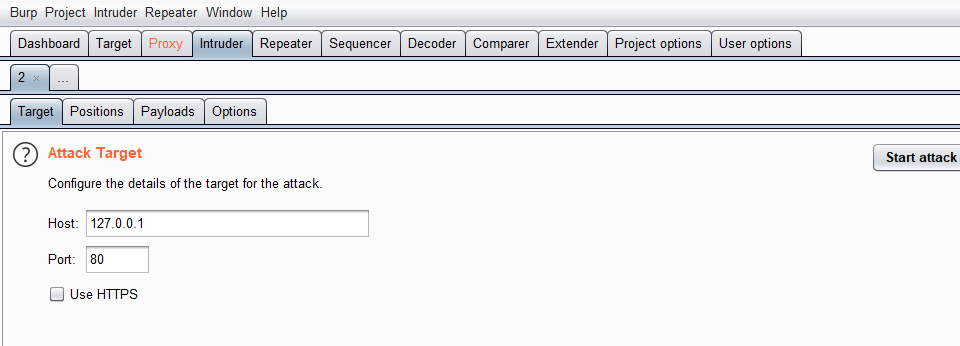 Burp Project Intruder Repeater Window Help
Dashboard Target Proxy Intruder Repeater Sequencer Decoder Comparer Extender Project options User options
2 × ...
Target Positions Payloads Options
? Attack Target
Start attack
Configure the details of the target for the attack.
Host: 127.0.0.1
Port: 80
Use HTTPS